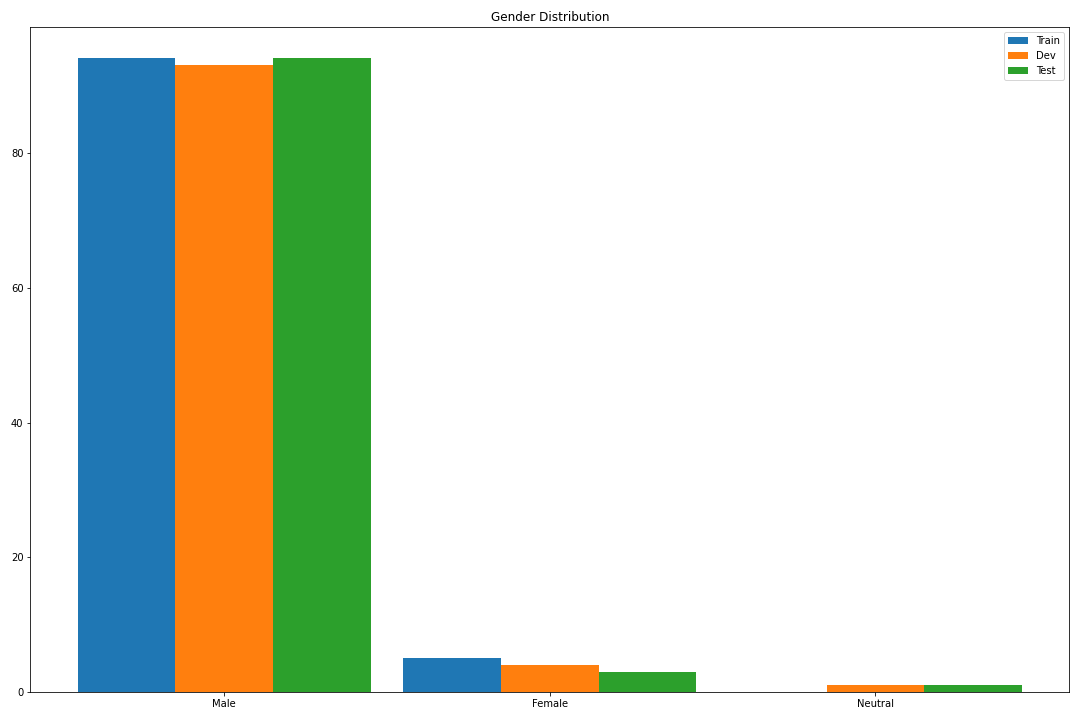 Gender Distribution
Train
Dev
Test
80
60
40
20
0
Male Female Neutral